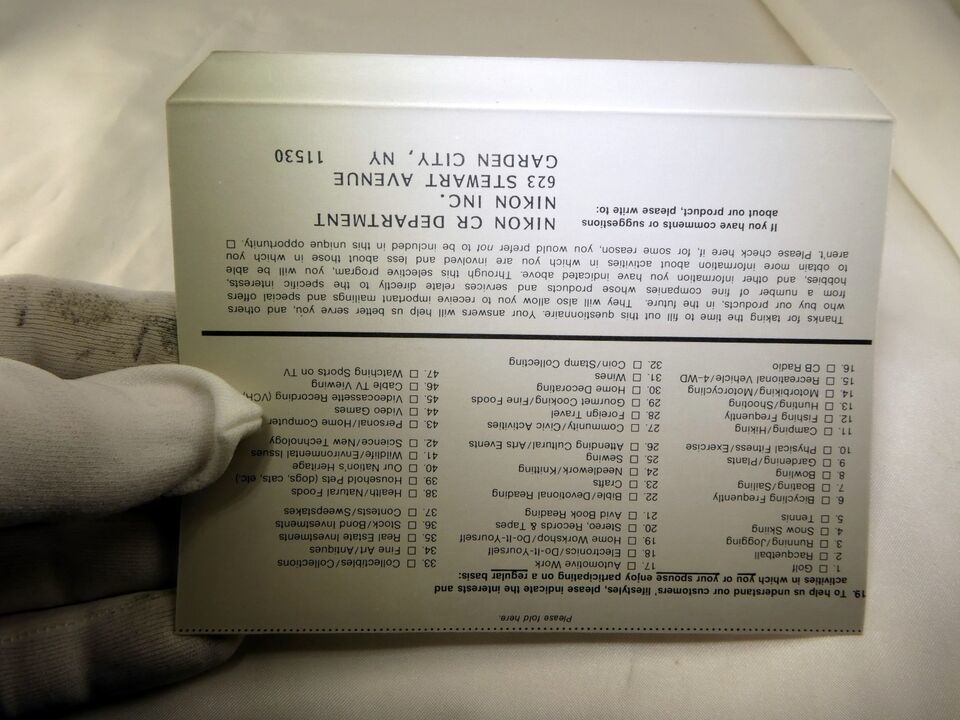 Please fold here.
19. To help us understand our customers' lifestyles, please indicate the interests and
activities in which you or your spouse enjoy participating on a regular basis:
1. ☐ Golf
2. ☐ Racquetball
3. ☐ Running/Jogging
4. ☐ Snow Skiing
5. ☐ Tennis
6. ☐ Bicycling Frequently
7. ☐ Boating/Sailing
8. ☐ Bowling
9. ☐ Gardening/Plants
10. ☐ Physical Fitness/Exercise
11. ☐ Camping/Hiking
12. ☐ Fishing Frequently
13. ☐ Hunting/Shooting
14. ☐ Motorbiking/Motorcycling
15. ☐ Recreational Vehicle/4-WD
16. ☐ CB Radio
17. ☐ Automotive Work
18. ☐ Electronics/Do-It-Yourself
19. ☐ Home Workshop/Do-It-Yourself
20. ☐ Stereo, Records & Tapes
21. ☐ Avid Book Reading
22. ☐ Bible/Devotional Reading
23. ☐ Crafts
24. ☐ Needlework/Knitting
25. ☐ Sewing
26. ☐ Attending Cultural/Arts Events
27. ☐ Community/Civic Activities
28. ☐ Foreign Travel
29. ☐ Gourmet Cooking/Fine Foods
30. ☐ Home Decorating
31. ☐ Wines
32. ☐ Coin/Stamp Collecting
33. ☐ Collectibles/Collections
34. ☐ Fine Art/Antiques
35. ☐ Real Estate Investments
36. ☐ Stock/Bond Investments
37. ☐ Contests/Sweepstakes
38. ☐ Health/Natural Foods
39. ☐ Household Pets (dogs, cats, etc.)
40. ☐ Our Nation's Heritage
41. ☐ Wildlife/Environmental Issues
42. ☐ Science/New Technology
43. ☐ Personal/Home Computer
44. ☐ Video Games
45. ☐ Videocassette Recording (VCR)
46. ☐ Cable TV Viewing
47. ☐ Watching Sports on TV
Thanks for taking the time to fill out this questionnaire. Your answers will help us better serve you, and others
who buy our products, in the future. They will also allow you to receive important mailings and special offers
from a number of fine companies whose products and services relate directly to the specific interests,
hobbies, and other information you have indicated above. Through this selective program, you will be able
to obtain more information about activities in which you are involved and less about those in which you
aren't. Please check here if, for some reason, you would prefer not to be included in this unique opportunity. ☐
If you have comments or suggestions
about our product, please write to:
NIKON CR DEPARTMENT
NIKON INC.
623 STEWART AVENUE
GARDEN CITY, NY 11530